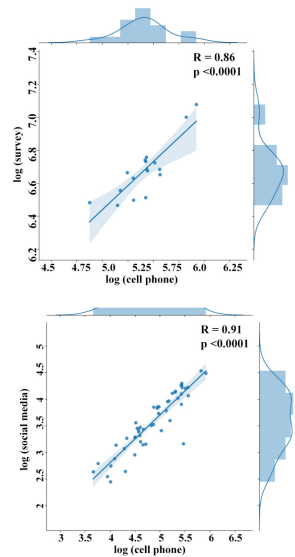 R = 0.86
p <0.0001
log (survey)
7.4
7.2
7.0
6.8
6.6
6.4
6.2
4.5 4.75 5.0 5.25 5.5 5.75 6.0 6.25
log (cell phone)
R = 0.91
p <0.0001
log (social media)
5
4.5
4
3.5
3
2.5
2
3 3.5 4 4.5 5 5.5 6 6.5
log (cell phone)